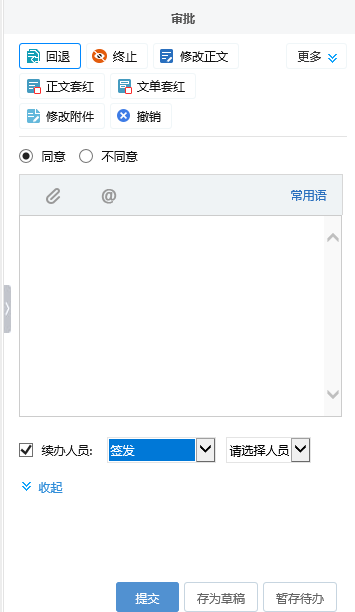 审批
回退 终止 修改正文 更多
正文套红 文单套红
修改附件 撤销
同意 不同意
@ 常用语
续办人员: 签发 请选择人员
收起
提交 存为草稿 暂存待办